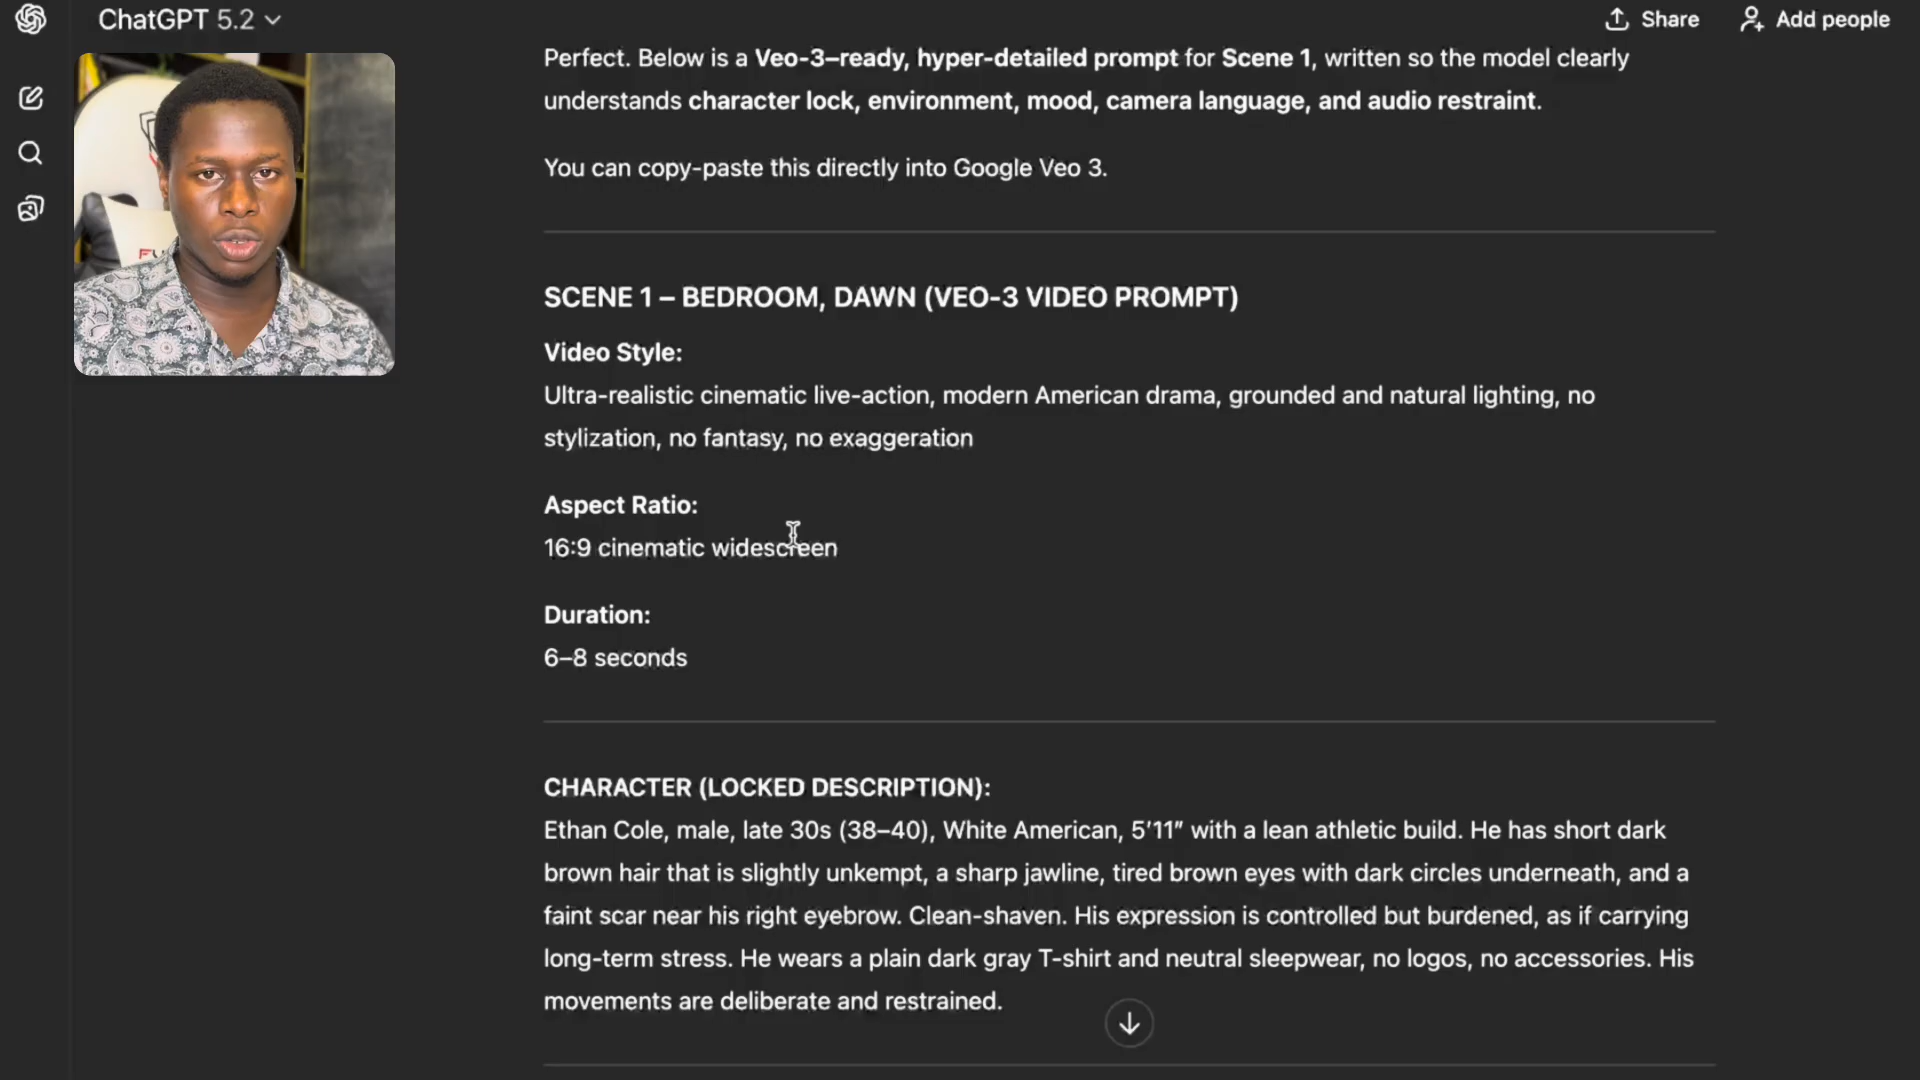 ChatGPT 5.2
Share
Add people
Perfect. Below is a Veo-3–ready, hyper-detailed prompt for Scene 1, written so the model clearly
understands character lock, environment, mood, camera language, and audio restraint.
You can copy-paste this directly into Google Veo 3.
SCENE 1 – BEDROOM, DAWN (VEO-3 VIDEO PROMPT)
Video Style:
Ultra-realistic cinematic live-action, modern American drama, grounded and natural lighting, no
stylization, no fantasy, no exaggeration
Aspect Ratio:
16:9 cinematic widescreen
Duration:
6–8 seconds
CHARACTER (LOCKED DESCRIPTION):
Ethan Cole, male, late 30s (38–40), White American, 5′11″ with a lean athletic build. He has short dark
brown hair that is slightly unkempt, a sharp jawline, tired brown eyes with dark circles underneath, and a
faint scar near his right eyebrow. Clean-shaven. His expression is controlled but burdened, as if carrying
long-term stress. He wears a plain dark gray T-shirt and neutral sleepwear, no logos, no accessories. His
movements are deliberate and restrained.